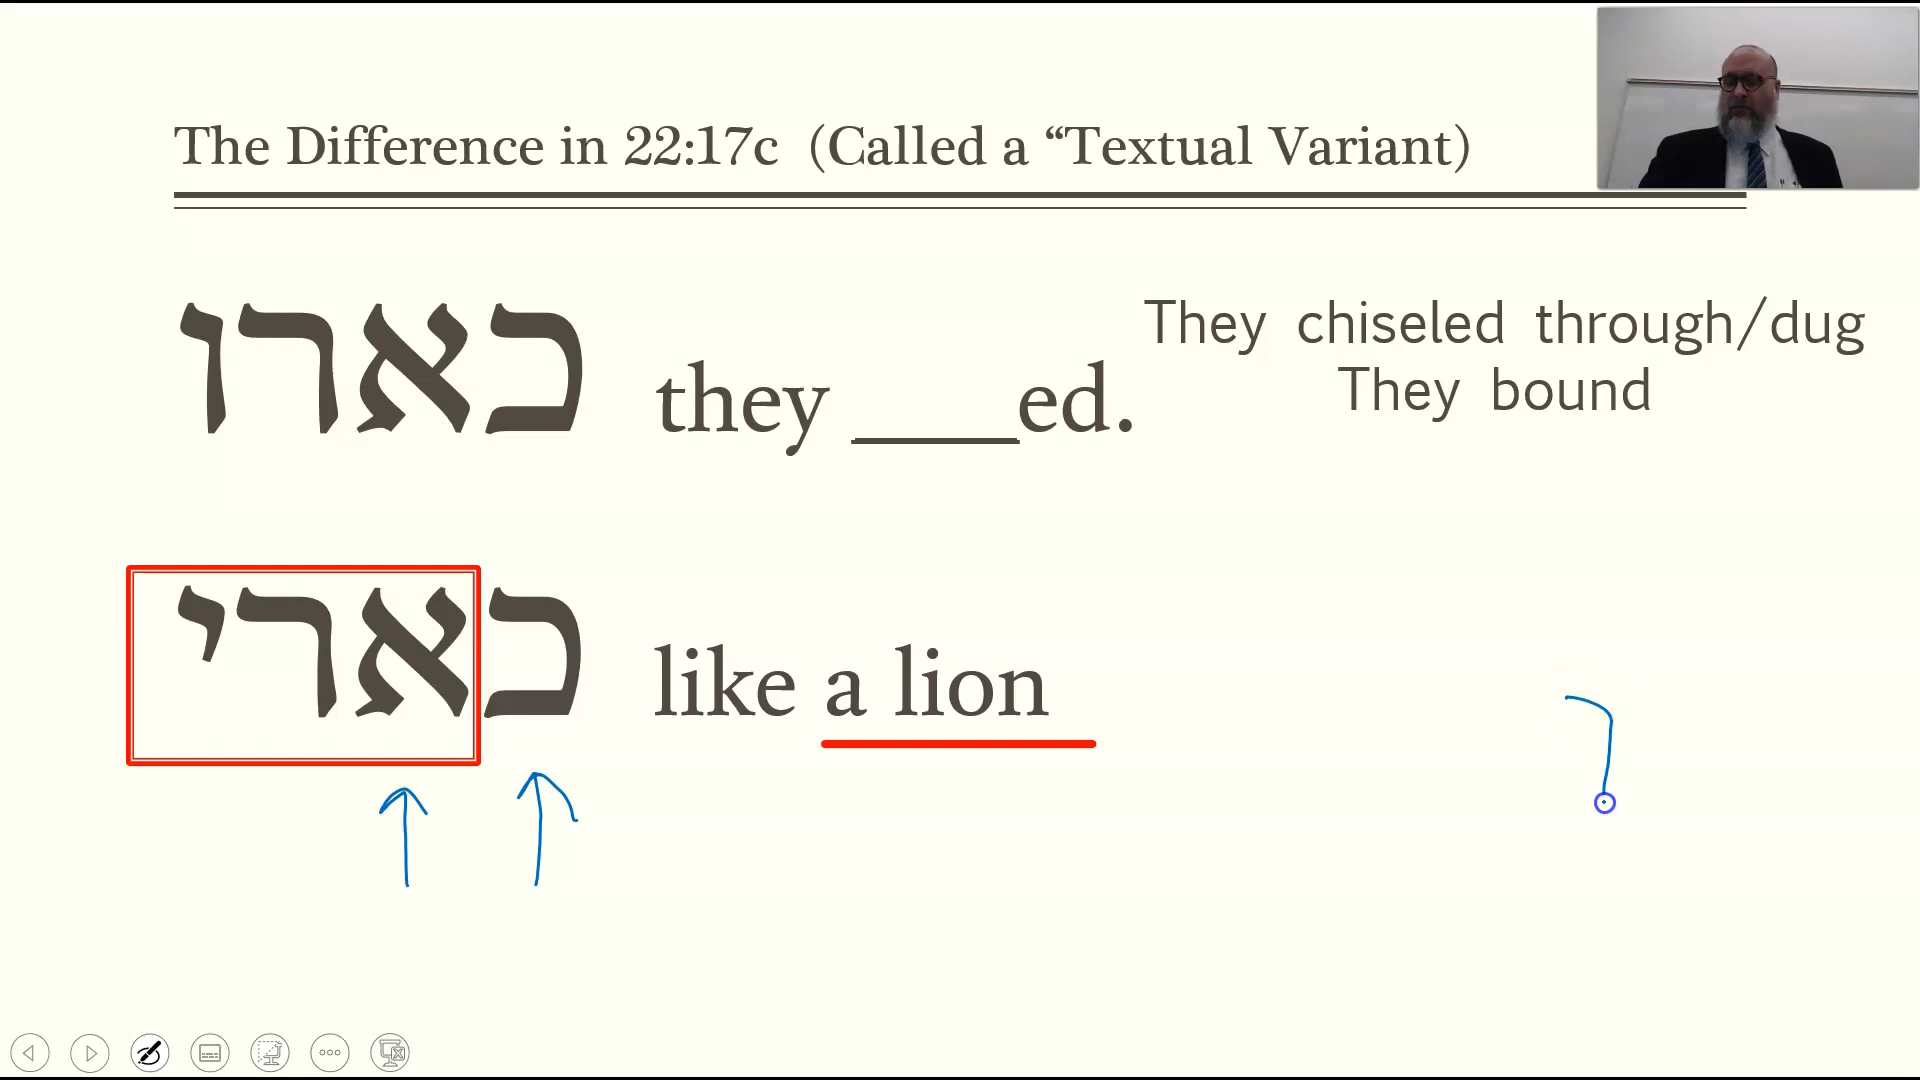 The Difference in 22:17c (Called a “Textual Variant)
כארו they ____ed.
They chiseled through/dug
They bound
כארי like a lion